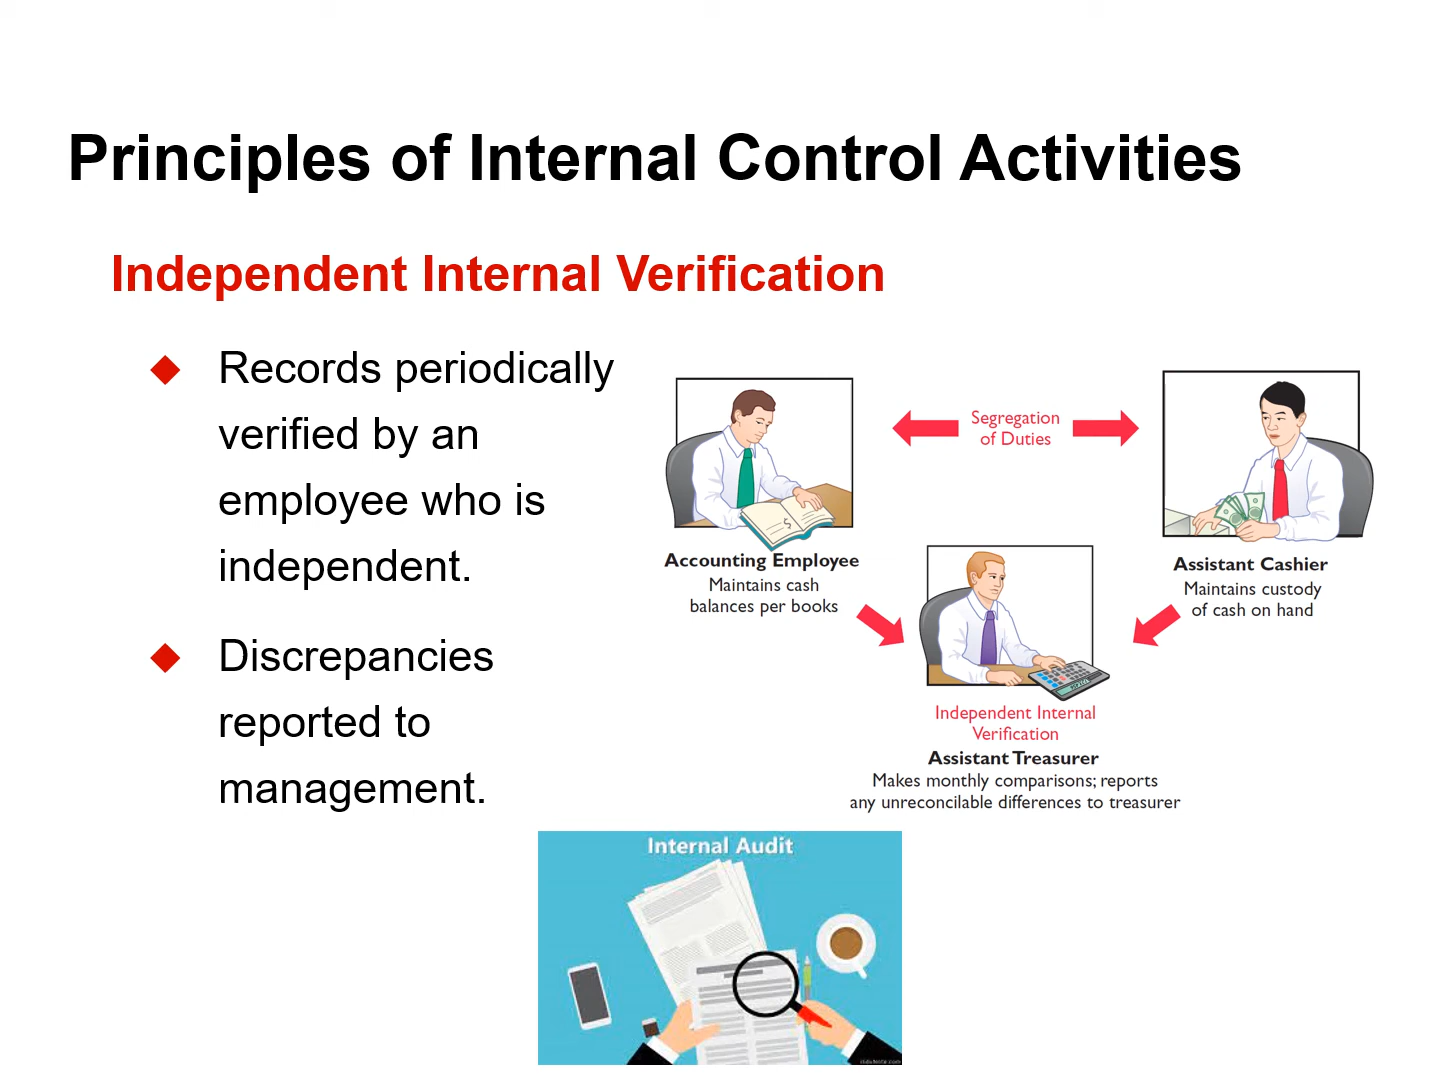 Principles of Internal Control Activities
Independent Internal Verification
Records periodically
verified by an
employee who is
independent.
Discrepancies
reported to
management.
Segregation
of Duties
Accounting Employee
Maintains cash
balances per books
Assistant Cashier
Maintains custody
of cash on hand
Independent Internal
Verification
Assistant Treasurer
Makes monthly comparisons; reports
any unreconcilable differences to treasurer
Internal Audit